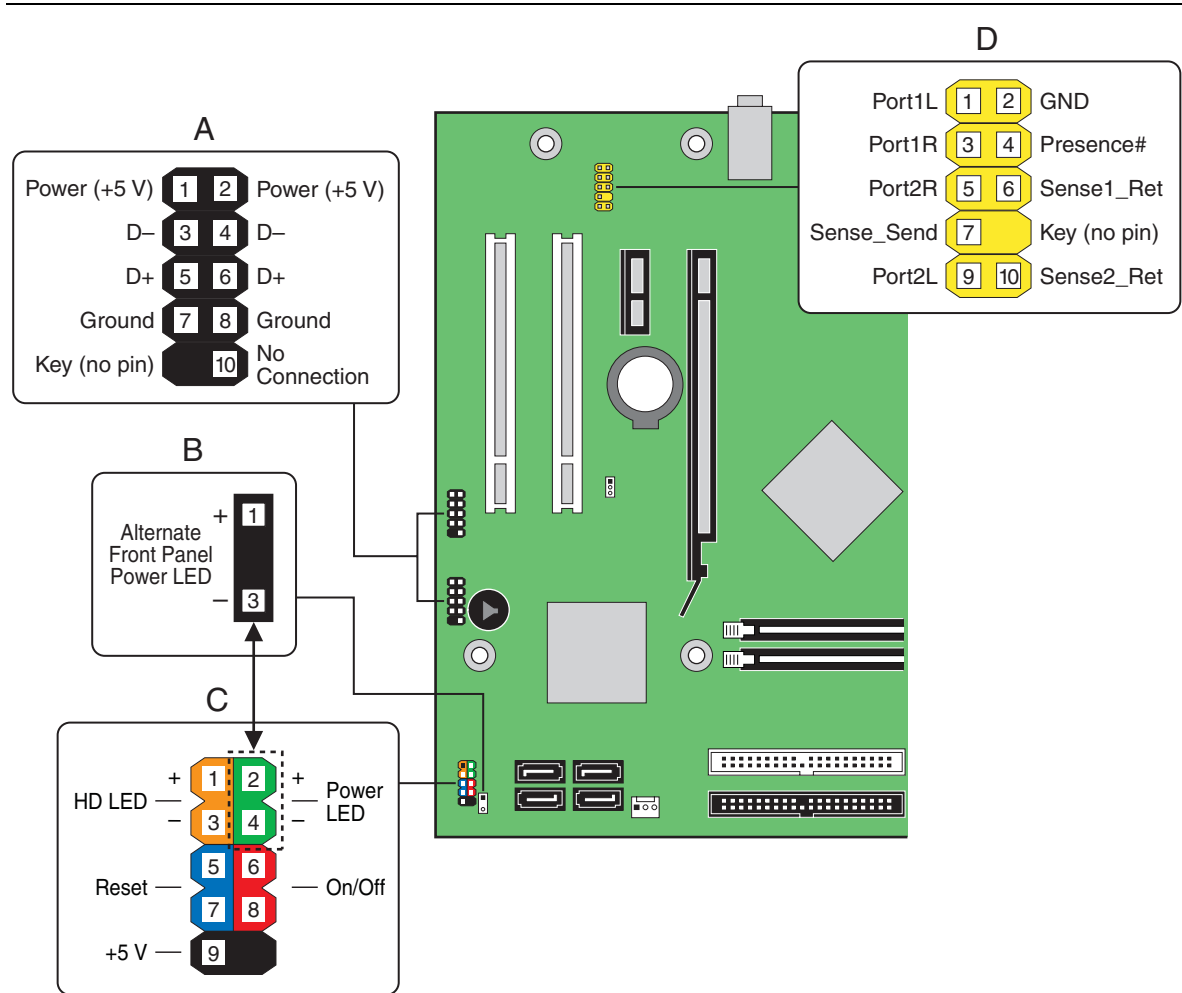 D
Port1L 1 2 GND
Port1R 3 4 Presence#
Port2R 5 6 Sense1_Ret
Sense_Send 7 Key (no pin)
Port2L 9 10 Sense2_Ret
A
Power (+5 V) 1 2 Power (+5 V)
D– 3 4 D–
D+ 5 6 D+
Ground 7 8 Ground
Key (no pin) 10 No
Connection
B
+ 1
Alternate
Front Panel
Power LED
– 3
C
+ 1 2 +
HD LED
Power
LED
– 3 4 –
5 6
Reset
On/Off
7 8
+5 V 9